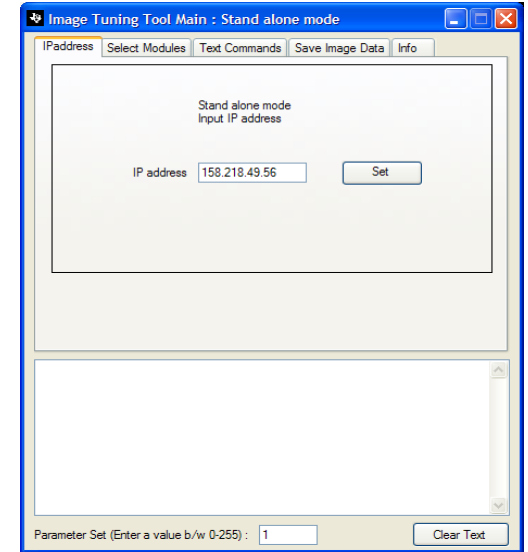 Image Tuning Tool Main : Stand alone mode
IPaddress Select Modules Text Commands Save Image Data Info
Stand alone mode
Input IP address
IP address 158.218.49.56 Set
Parameter Set (Enter a value b/w 0-255) : 1 Clear Text